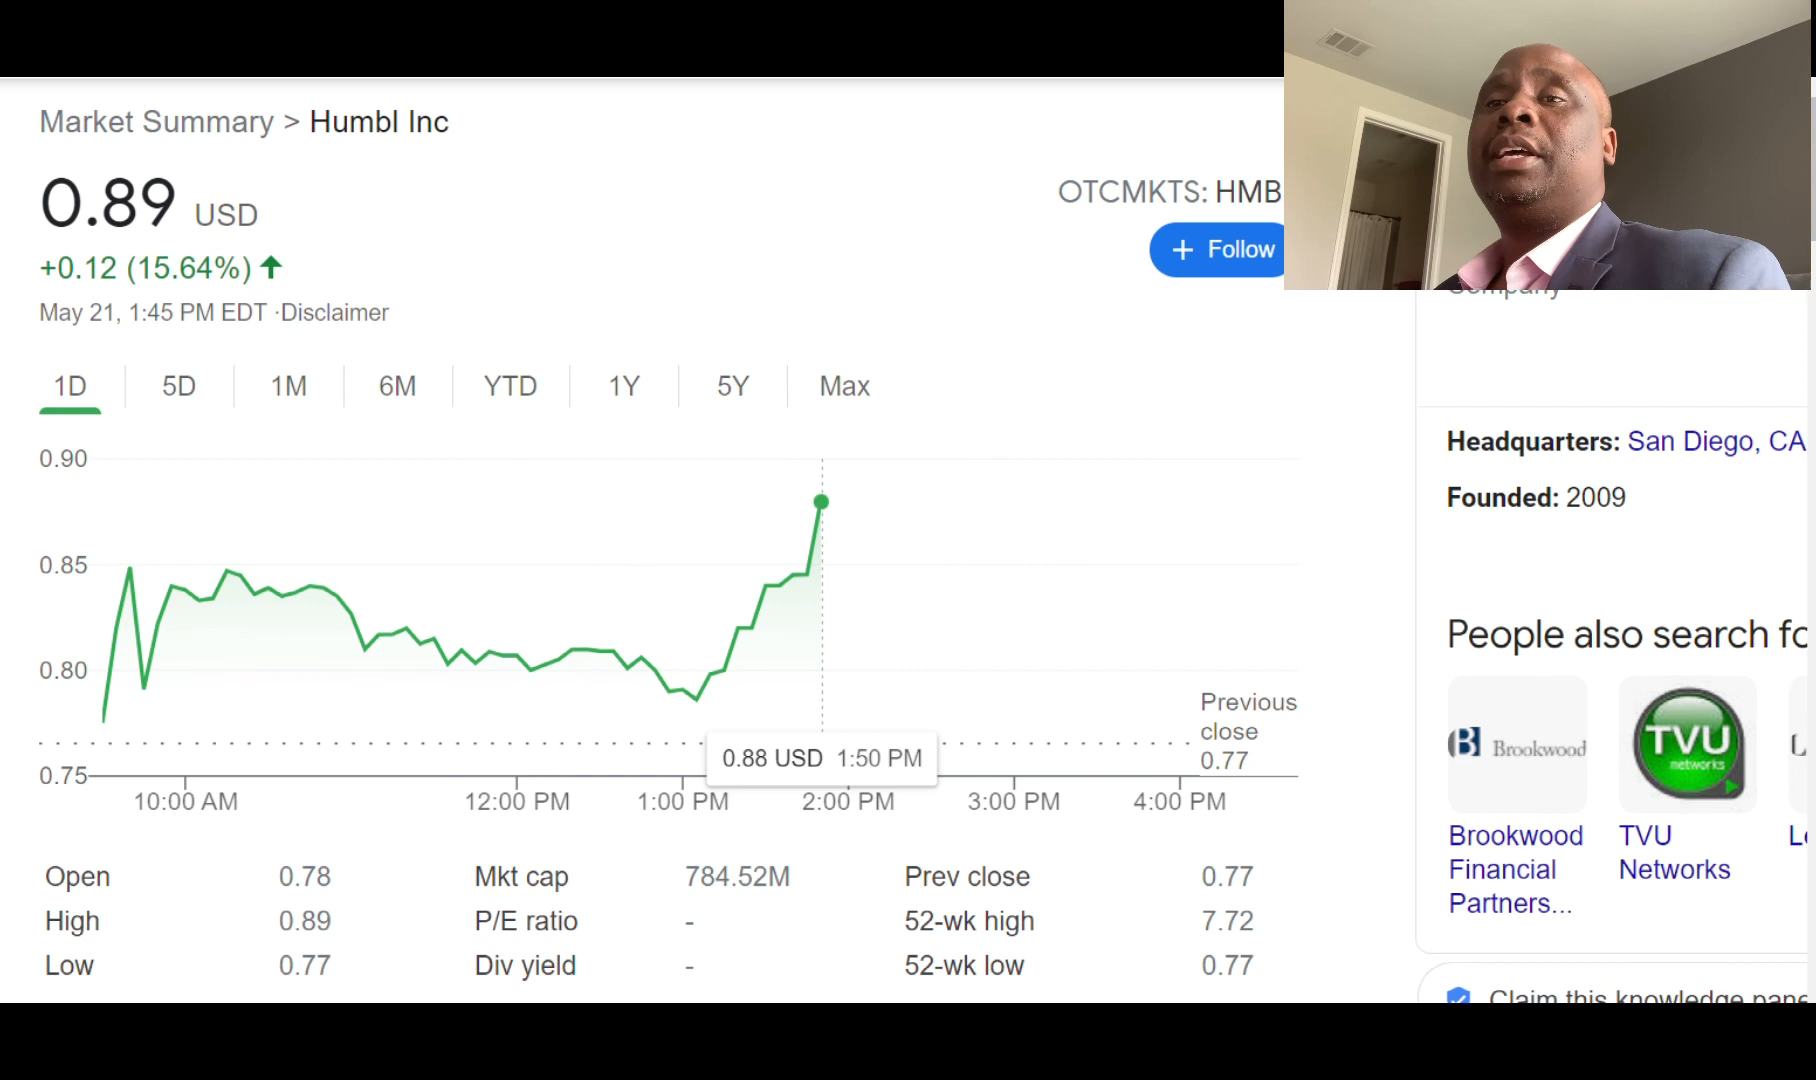 Market Summary > Humbl Inc
0.89 USD
+0.12 (15.64%)
May 21, 1:45 PM EDT ·Disclaimer
OTCMKTS: HMB
+ Follow
1D 5D 1M 6M YTD 1Y 5Y Max
0.90
0.85
0.80
0.75
Previous
close
0.77
0.88 USD 1:50 PM
10:00 AM 12:00 PM 1:00 PM 2:00 PM 3:00 PM 4:00 PM
Open 0.78 Mkt cap 784.52M Prev close 0.77
High 0.89 P/E ratio - 52-wk high 7.72
Low 0.77 Div yield - 52-wk low 0.77
Company
Headquarters: San Diego, CA
Founded: 2009
People also search fo
B Brookwood
TVU
networks
Brookwood
Financial
Partners...
TVU
Networks
Claim this knowledge pane